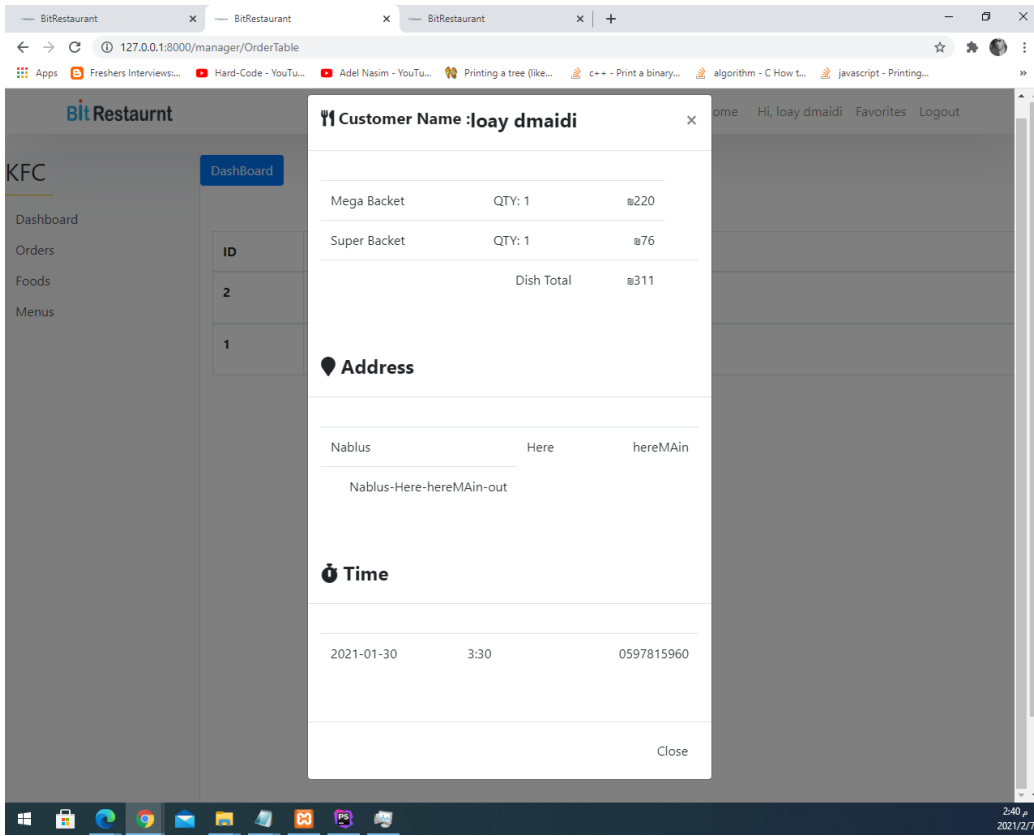 BitRestaurant BitRestaurant BitRestaurant
127.0.0.1:8000/manager/OrderTable
Apps Freshers Interviews:... Hard-Code - YouTu... Adel Nasim - YouTu... Printing a tree (like... c++ - Print a binary... algorithm - C How t... javascript - Printing... »
Bit Restaurnt ome Hi, loay dmaidi Favorites Logout
Customer Name :loay dmaidi ×
KFC
DashBoard
Mega Backet QTY: 1 ₪220
Dashboard
Super Backet QTY: 1 ₪76
Orders
ID
Foods
Dish Total ₪311
2
Menus
1
Address
Nablus Here hereMAin
Nablus-Here-hereMAin-out
Time
2021-01-30 3:30 0597815960
Close
PS
2:40 م
2021/2/7